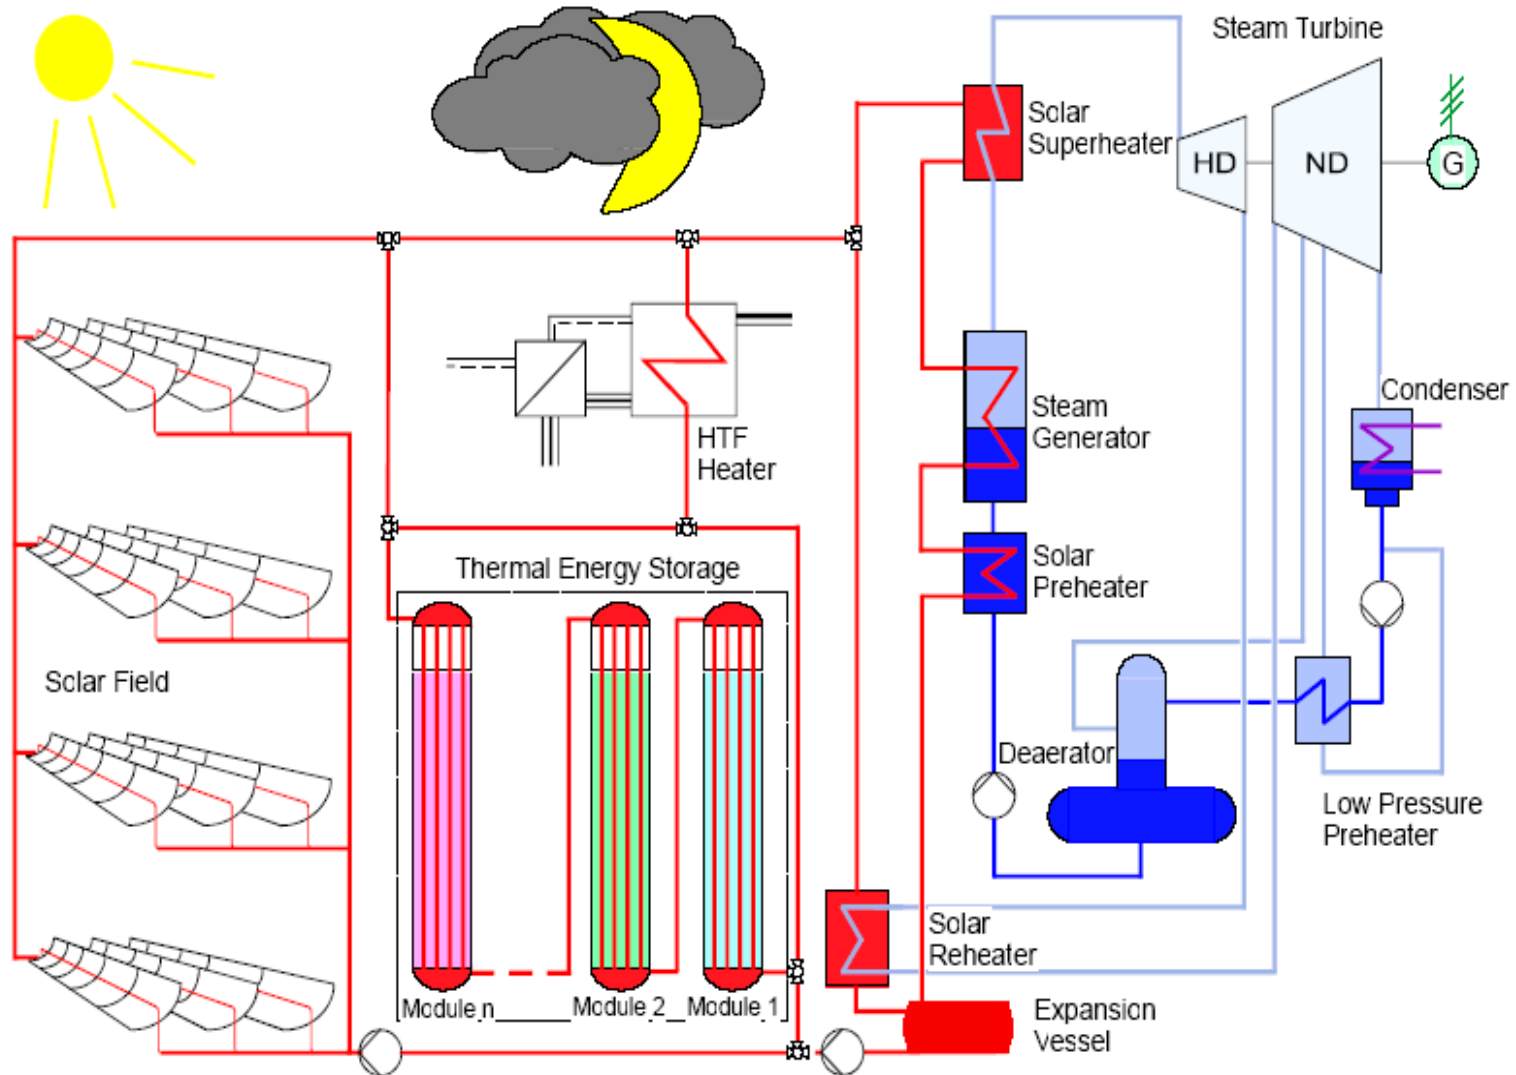 Steam Turbine
Solar
Superheater
HD
ND
G
Condenser
Steam
Generator
HTF
Heater
Solar
Preheater
Thermal Energy Storage
Solar Field
Deaerator
Low Pressure
Preheater
Solar
Reheater
Module n
Module 2
Module 1
Expansion
Vessel